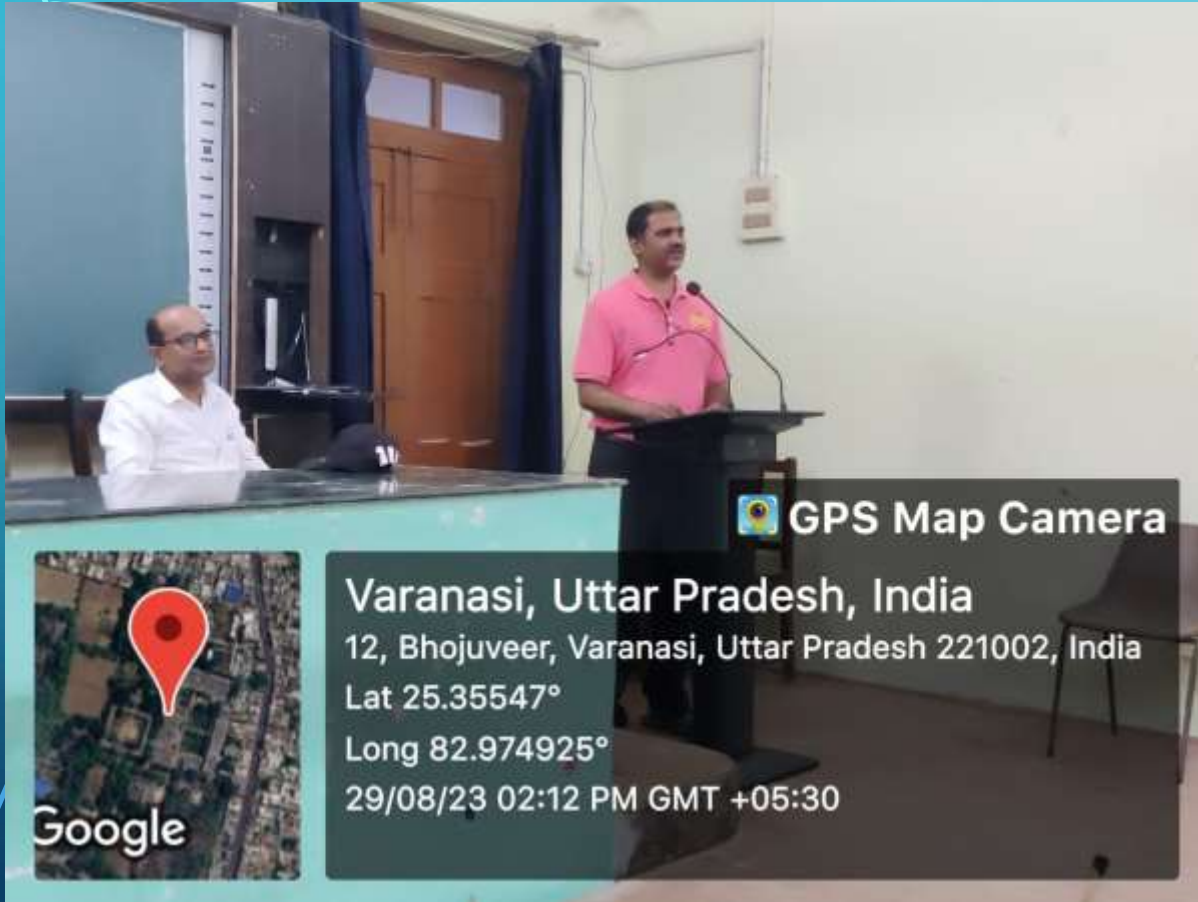 GPS Map Camera
Varanasi, Uttar Pradesh, India
12, Bhojuveer, Varanasi, Uttar Pradesh 221002, India
Lat 25.35547°
Long 82.974925°
29/08/23 02:12 PM GMT +05:30
Google